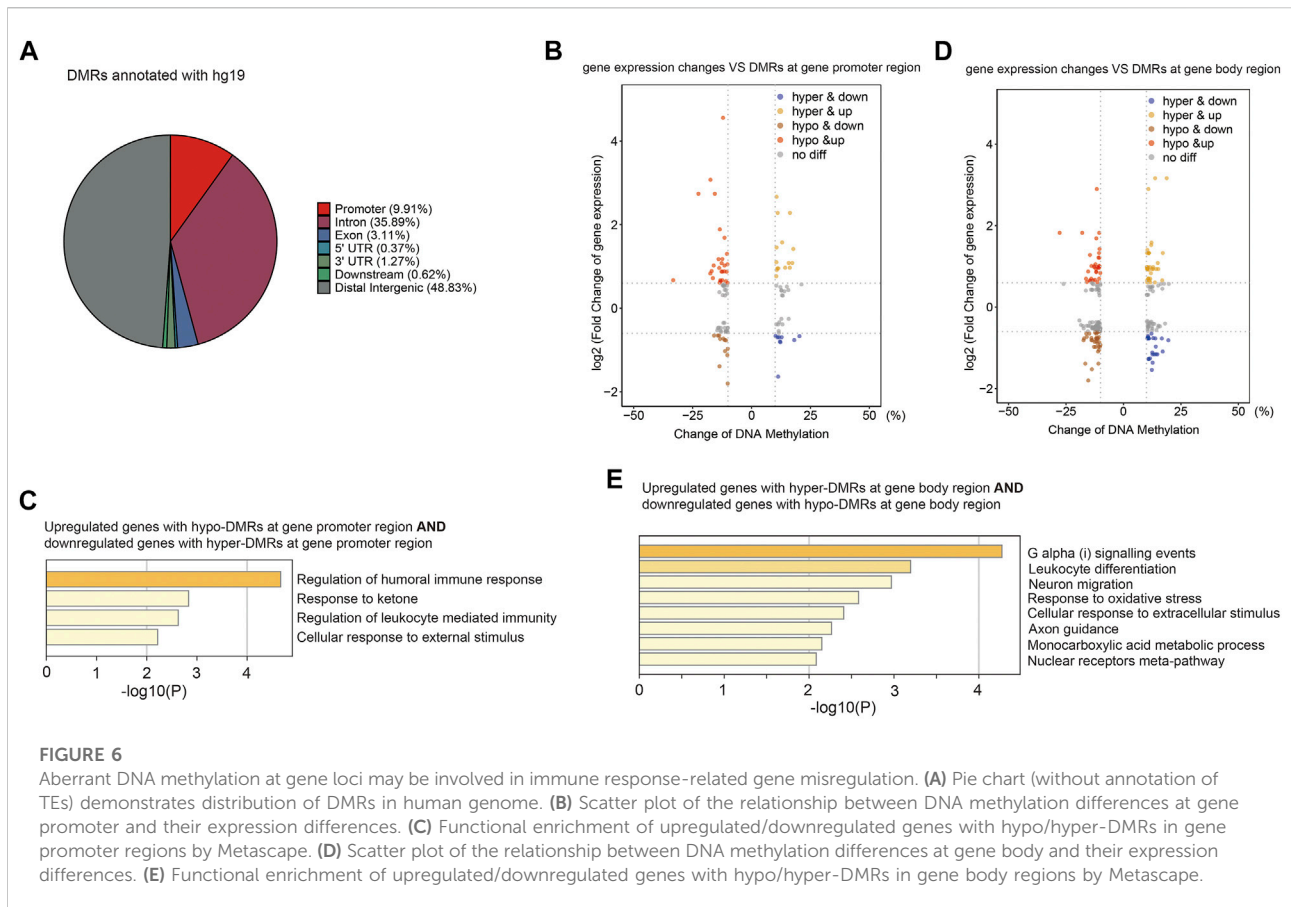 A
DMRs annotated with hg19
Promoter (9.91%)
Intron (35.89%)
Exon (3.11%)
5' UTR (0.37%)
3' UTR (1.27%)
Downstream (0.62%)
Distal Intergenic (48.83%)
B
gene expression changes VS DMRs at gene promoter region
hyper & down
hyper & up
hypo & down
hypo &up
no diff
log2 (Fold Change of gene expression)
4
2
0
−2
−50
−25
0
25
50
(%)
Change of DNA Methylation
D
gene expression changes VS DMRs at gene body region
hyper & down
hyper & up
hypo & down
hypo &up
no diff
log2 (Fold Change of gene expression)
4
2
0
−2
−50
−25
0
25
50
(%)
Change of DNA Methylation
C
Upregulated genes with hypo-DMRs at gene promoter region AND
downregulated genes with hyper-DMRs at gene promoter region
Regulation of humoral immune response
Response to ketone
Regulation of leukocyte mediated immunity
Cellular response to external stimulus
0 1 2 3 4
-log10(P)
E
Upregulated genes with hyper-DMRs at gene body region AND
downregulated genes with hypo-DMRs at gene body region
G alpha (i) signalling events
Leukocyte differentiation
Neuron migration
Response to oxidative stress
Cellular response to extracellular stimulus
Axon guidance
Monocarboxylic acid metabolic process
Nuclear receptors meta-pathway
0 1 2 3 4
-log10(P)
FIGURE 6
Aberrant DNA methylation at gene loci may be involved in immune response-related gene misregulation. (A) Pie chart (without annotation of
TEs) demonstrates distribution of DMRs in human genome. (B) Scatter plot of the relationship between DNA methylation differences at gene
promoter and their expression differences. (C) Functional enrichment of upregulated/downregulated genes with hypo/hyper-DMRs in gene
promoter regions by Metascape. (D) Scatter plot of the relationship between DNA methylation differences at gene body and their expression
differences. (E) Functional enrichment of upregulated/downregulated genes with hypo/hyper-DMRs in gene body regions by Metascape.